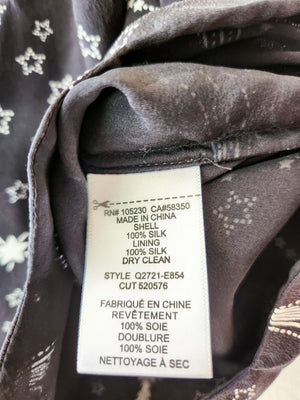 RN# 105230 CA#58350
MADE IN CHINA
SHELL
100% SILK
LINING
100% SILK
DRY CLEAN
STYLE Q2721-E854
CUT 520576
FABRIQUÉ EN CHINE
REVÊTEMENT
100% SOIE
DOUBLURE
100% SOIE
NETTOYAGE À SEC